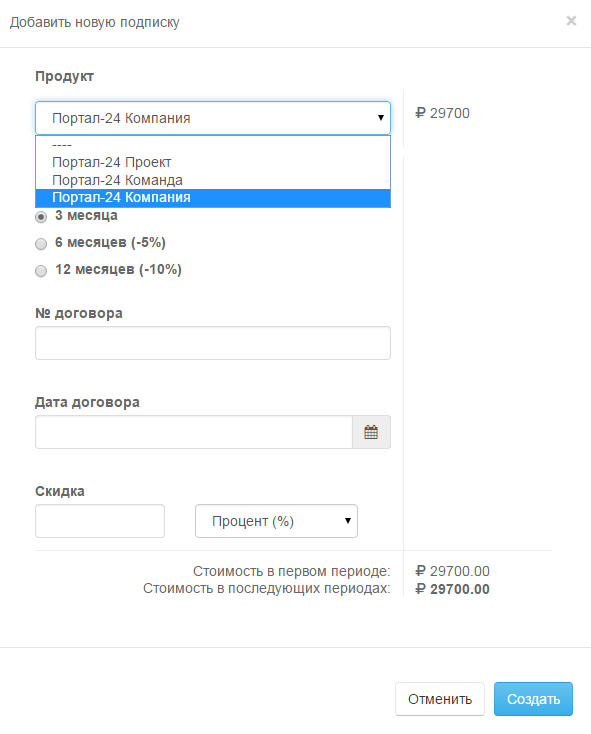 Добавить новую подписку ×
Продукт
Портал-24 Компания
₽ 29700
----
Портал-24 Проект
Портал-24 Команда
Портал-24 Компания
3 месяца
6 месяцев (-5%)
12 месяцев (-10%)
№ договора
Дата договора
Скидка
Процент (%)
Стоимость в первом периоде: ₽ 29700.00
Стоимость в последующих периодах: ₽ 29700.00
Отменить Создать